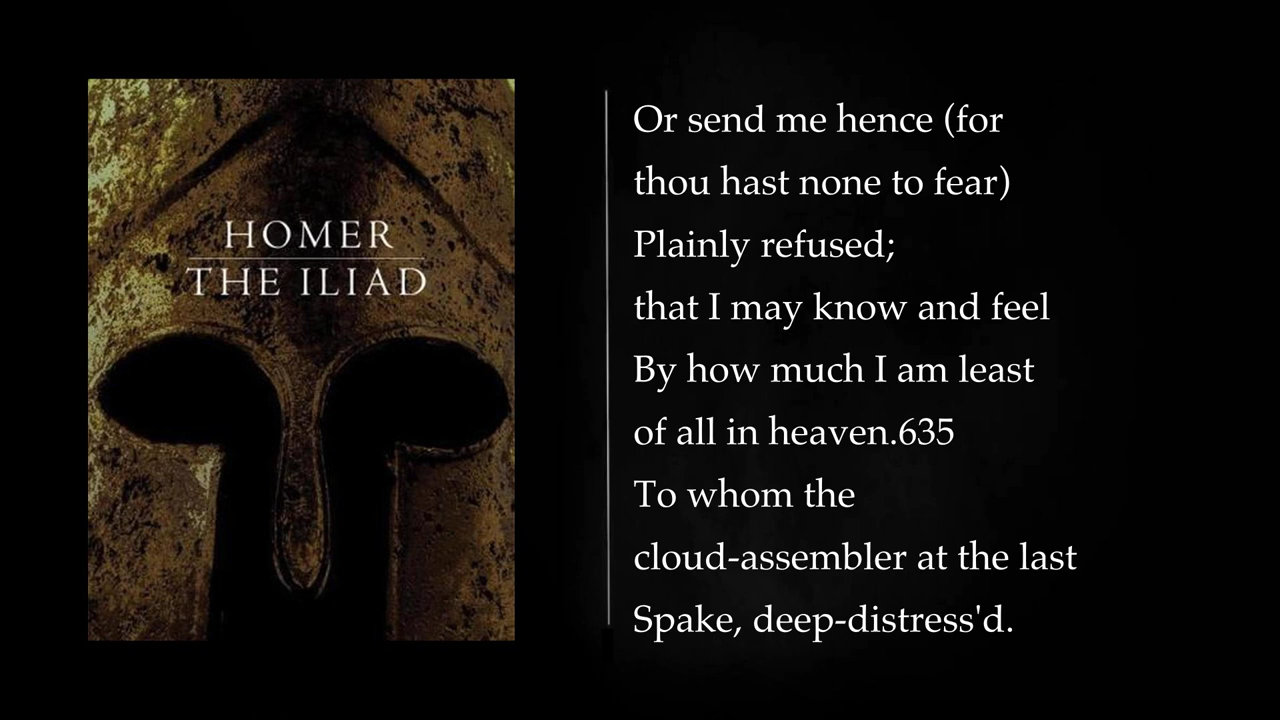 HOMER
THE ILIAD
Or send me hence (for
thou hast none to fear)
Plainly refused;
that I may know and feel
By how much I am least
of all in heaven.635
To whom the
cloud-assembler at the last
Spake, deep-distress'd.